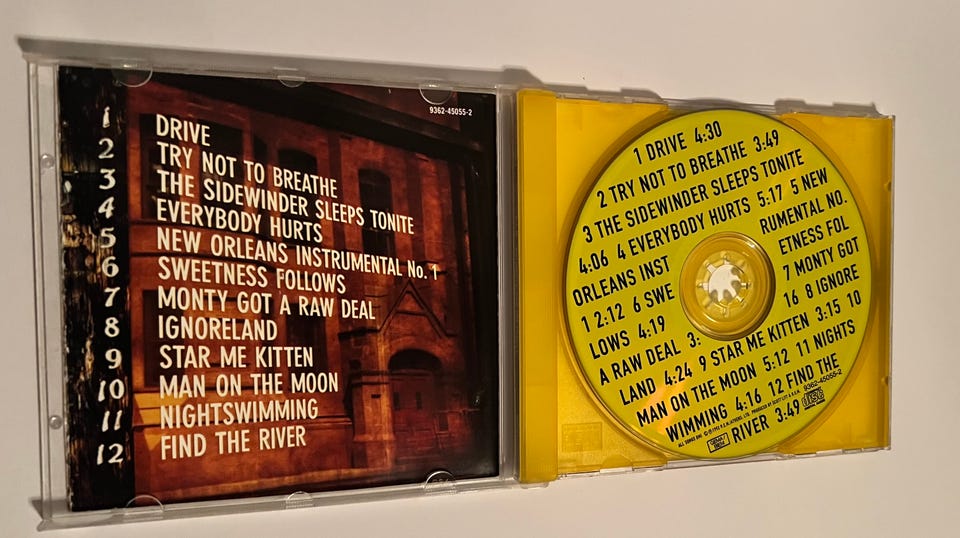 9362-45055-2
1 DRIVE
2 TRY NOT TO BREATHE
3 THE SIDEWINDER SLEEPS TONITE
4 EVERYBODY HURTS
5 NEW ORLEANS INSTRUMENTAL No. 1
6 SWEETNESS FOLLOWS
7 MONTY GOT A RAW DEAL
8 IGNORELAND
9 STAR ME KITTEN
10 MAN ON THE MOON
11 NIGHTSWIMMING
12 FIND THE RIVER
1 DRIVE 4:30
2 TRY NOT TO BREATHE 3:49
3 THE SIDEWINDER SLEEPS TONITE
4:06 4 EVERYBODY HURTS 5:17 5 NEW
ORLEANS INST RUMENTAL NO.
1 2:12 6 SWE ETNESS FOL
LOWS 4:19 7 MONTY GOT
A RAW DEAL 3: 16 8 IGNORE
LAND 4:24 9 STAR ME KITTEN 3:15 10
MAN ON THE MOON 5:12 11 NIGHTS
WIMMING 4:16 12 FIND THE
RIVER 3:49
9362-45055-2
GEMA/
BIEM